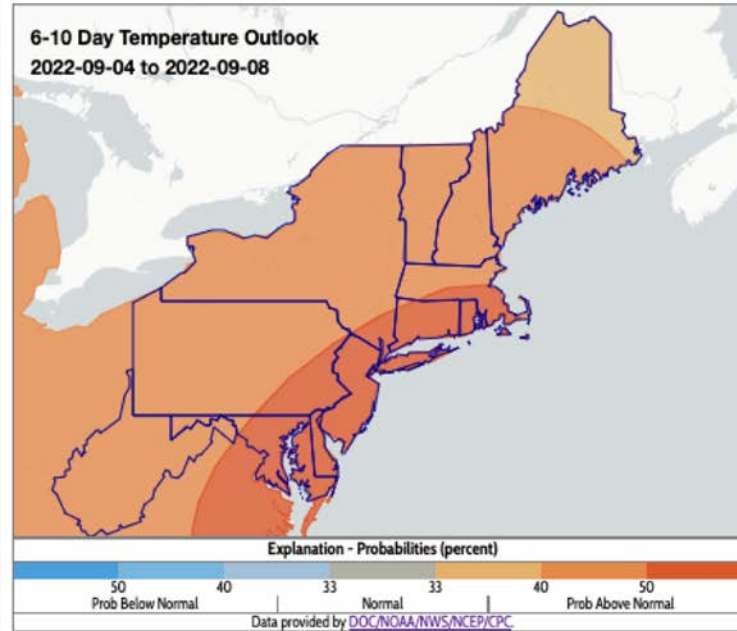 6-10 Day Temperature Outlook
2022-09-04 to 2022-09-08
Explanation - Probabilities (percent)
50 40 33 33 40 50
Prob Below Normal | Normal | Prob Above Normal
Data provided by DOC/NOAA/NWS/NCEP/CPC.